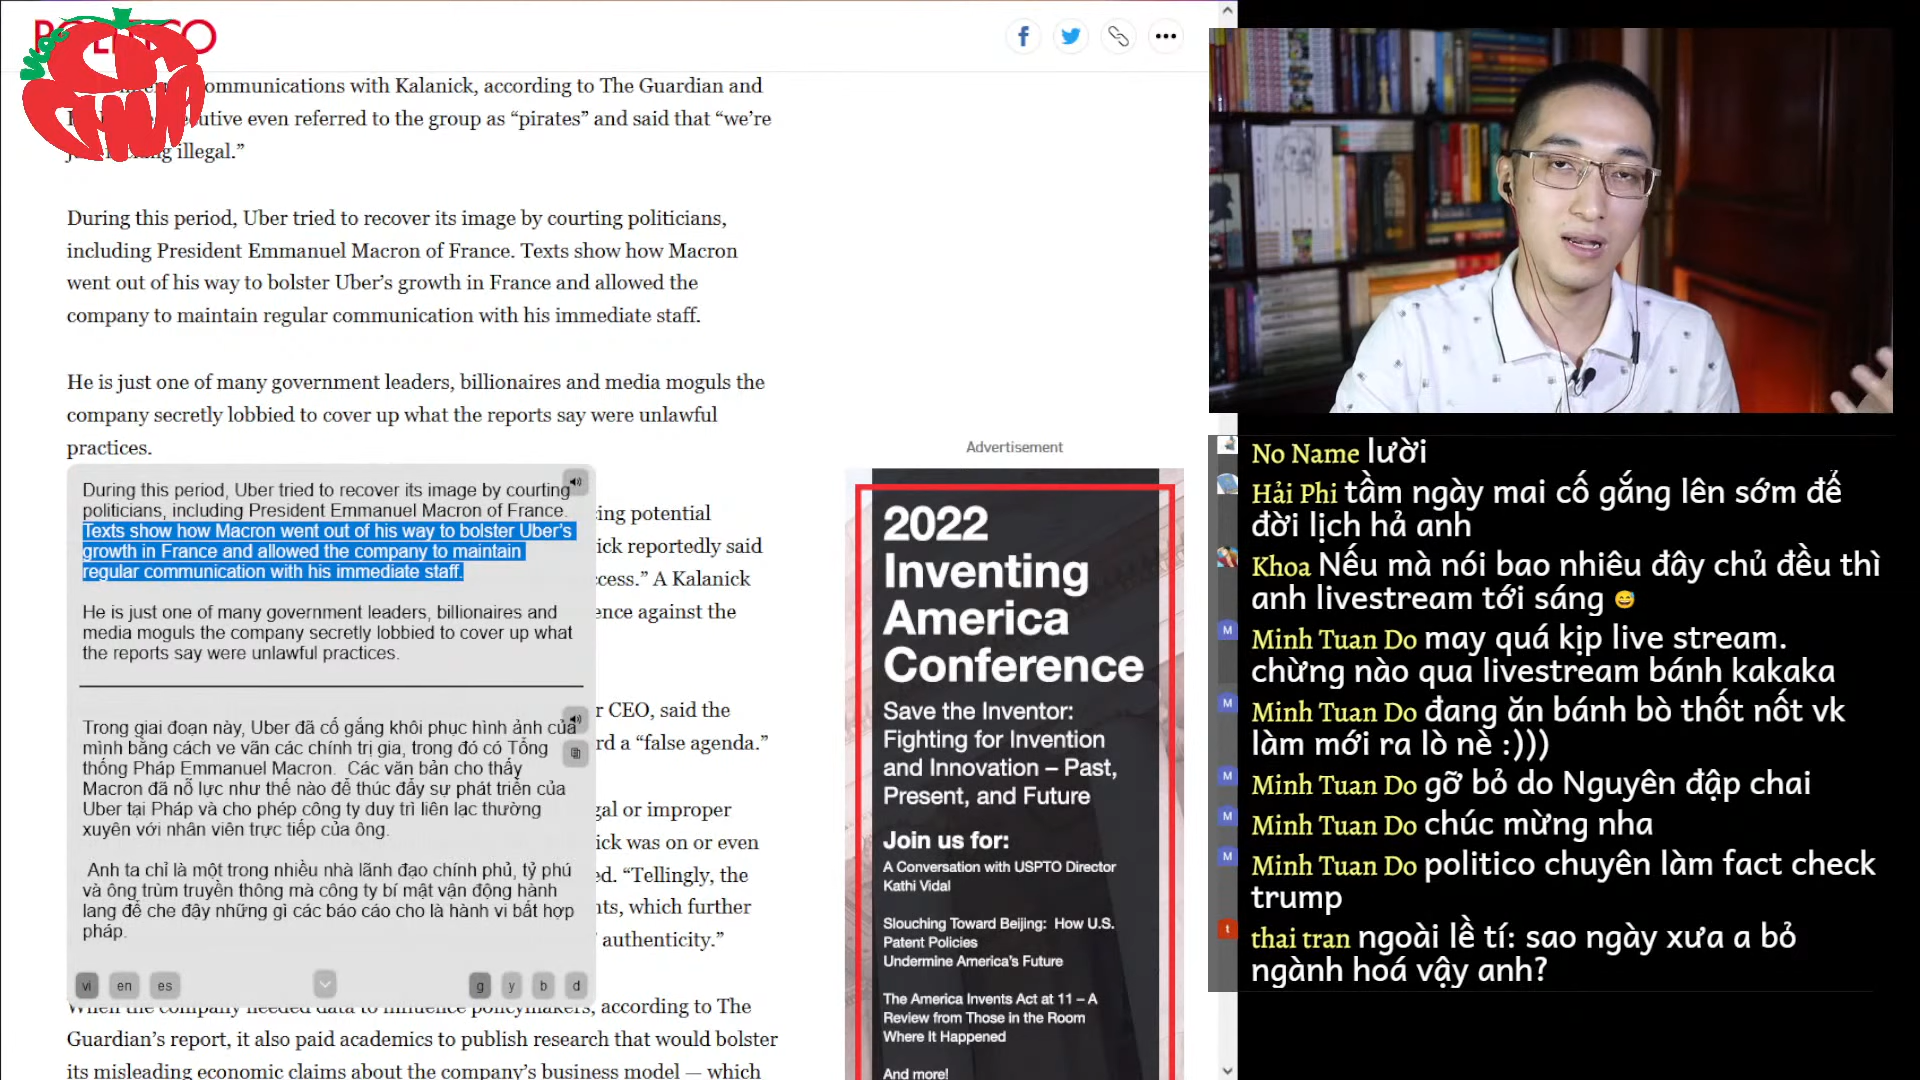 POLITICO
communications with Kalanick, according to The Guardian and
executive even referred to the group as “pirates” and said that “we’re
illegal.”
During this period, Uber tried to recover its image by courting politicians,
including President Emmanuel Macron of France. Texts show how Macron
went out of his way to bolster Uber’s growth in France and allowed the
company to maintain regular communication with his immediate staff.
He is just one of many government leaders, billionaires and media moguls the
company secretly lobbied to cover up what the reports say were unlawful
practices.
During this period, Uber tried to recover its image by courting
politicians, including President Emmanuel Macron of France.
Texts show how Macron went out of his way to bolster Uber’s
growth in France and allowed the company to maintain
regular communication with his immediate staff.
He is just one of many government leaders, billionaires and
media moguls the company secretly lobbied to cover up what
the reports say were unlawful practices.
Trong giai đoạn này, Uber đã cố gắng khôi phục hình ảnh của
mình bằng cách ve vãn các chính trị gia, trong đó có Tổng
thống Pháp Emmanuel Macron. Các văn bản cho thấy
Macron đã nỗ lực như thế nào để thúc đẩy sự phát triển của
Uber tại Pháp và cho phép công ty duy trì liên lạc thường
xuyên với nhân viên trực tiếp của ông.
Anh ta chỉ là một trong nhiều nhà lãnh đạo chính phủ, tỷ phú
và ông trùm truyền thông mà công ty bí mật vận động hành
lang để che đậy những gì các báo cáo cho là hành vi bất hợp
pháp.
vi en es g y b d
potential
reportedly said
A Kalanick
against the
CEO, said the
a “false agenda.”
or improper
was on or even
“Tellingly, the
which further
authenticity.”
When the company needed data to influence policymakers, according to The
Guardian’s report, it also paid academics to publish research that would bolster
its misleading economic claims about the company’s business model — which
Advertisement
2022
Inventing
America
Conference
Save the Inventor:
Fighting for Invention
and Innovation – Past,
Present, and Future
Join us for:
A Conversation with USPTO Director
Kathi Vidal
Slouching Toward Beijing: How U.S.
Patent Policies
Undermine America’s Future
The America Invents Act at 11 – A
Review from Those in the Room
Where It Happened
And more!
No Name lười
Hải Phi tầm ngày mai cố gắng lên sớm để
đời lịch hả anh
Khoa Nếu mà nói bao nhiêu đây chủ đều thì
anh livestream tới sáng 😅
Minh Tuan Do may quá kịp live stream.
chừng nào qua livestream bánh kakaka
Minh Tuan Do đang ăn bánh bò thốt nốt vk
làm mới ra lò nè :)))
Minh Tuan Do gỡ bỏ do Nguyên đập chai
Minh Tuan Do chúc mừng nha
Minh Tuan Do politico chuyên làm fact check
trump
thai tran ngoài lề tí: sao ngày xưa a bỏ
ngành hoá vậy anh?